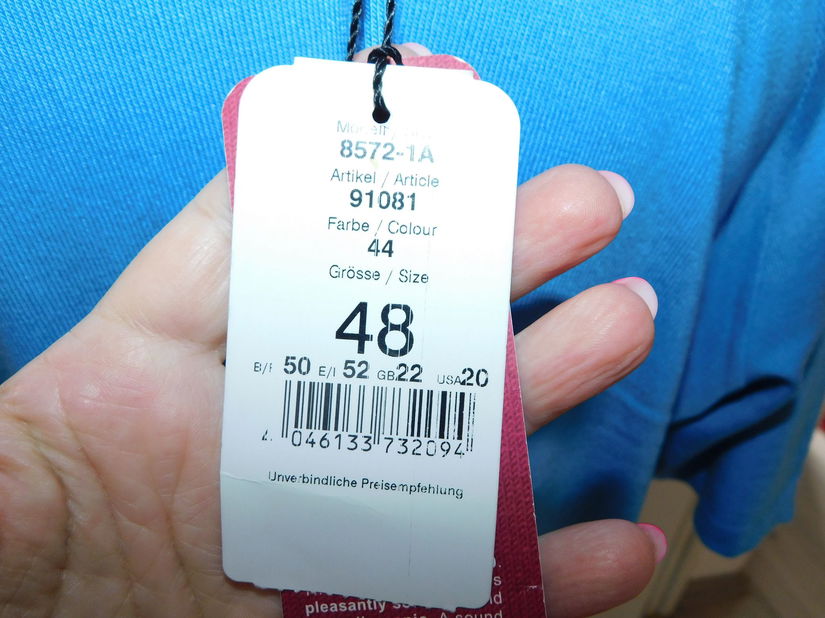 8572-1A
Artikel / Article
91081
Farbe / Colour
44
Grösse / Size
48
50 E/I 52 GB 22 USA 20
4 046133 732094
Unverbindliche Preisempfehlung
pleasantly
A sound